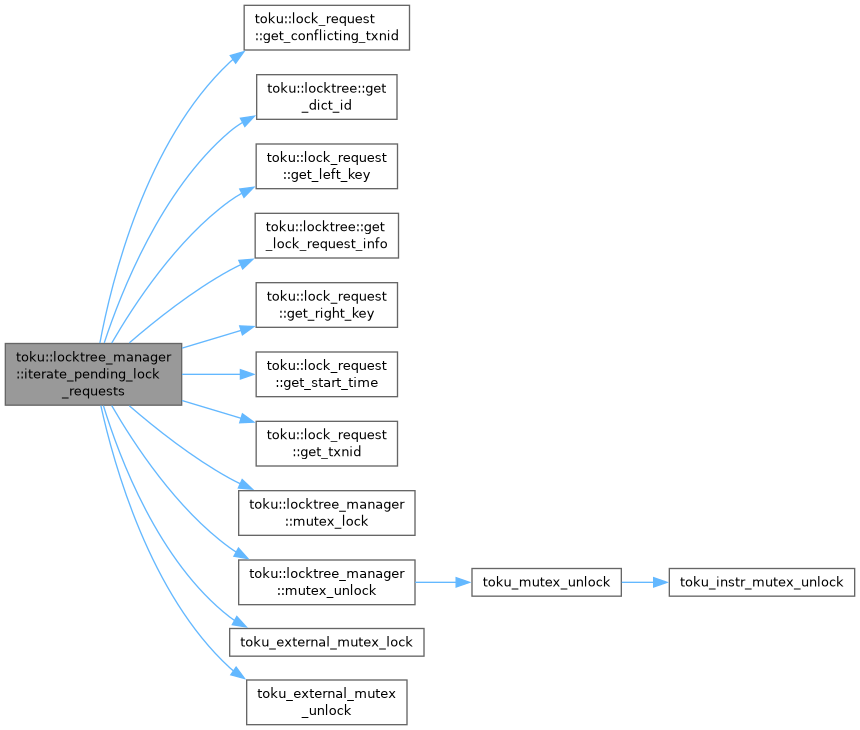 toku::lock_request
::get_conflicting_txnid
toku::locktree::get
_dict_id
toku::lock_request
::get_left_key
toku::locktree::get
_lock_request_info
toku::lock_request
::get_right_key
toku::locktree_manager
::iterate_pending_lock
_requests
toku::lock_request
::get_start_time
toku::lock_request
::get_txnid
toku::locktree_manager
::mutex_lock
toku::locktree_manager
::mutex_unlock
toku_mutex_unlock
toku_instr_mutex_unlock
toku_external_mutex_lock
toku_external_mutex
_unlock